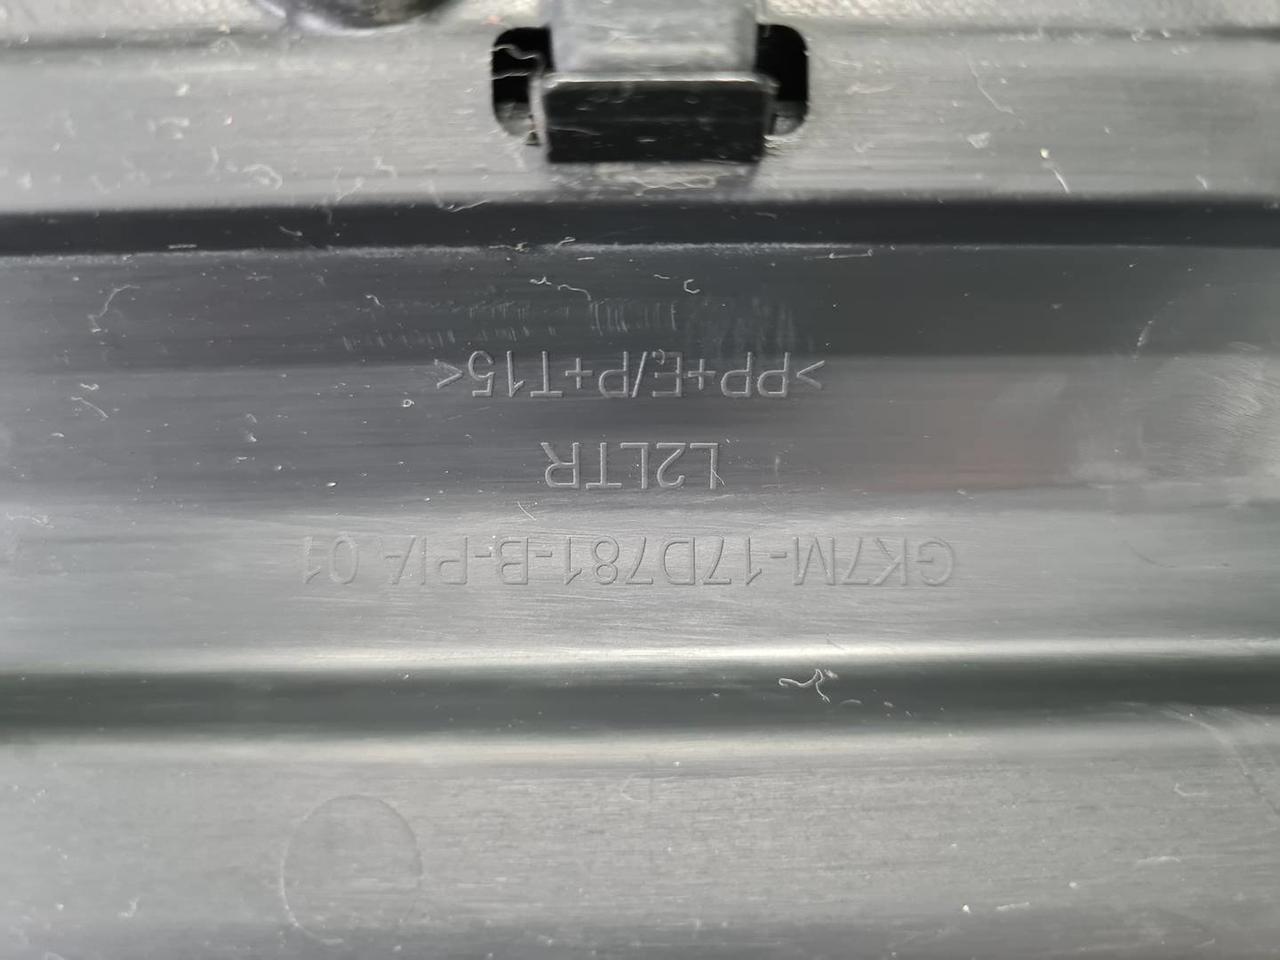 GK7M-17D781-B-PIA 01
L2LTR
>PP+E/P+T15<